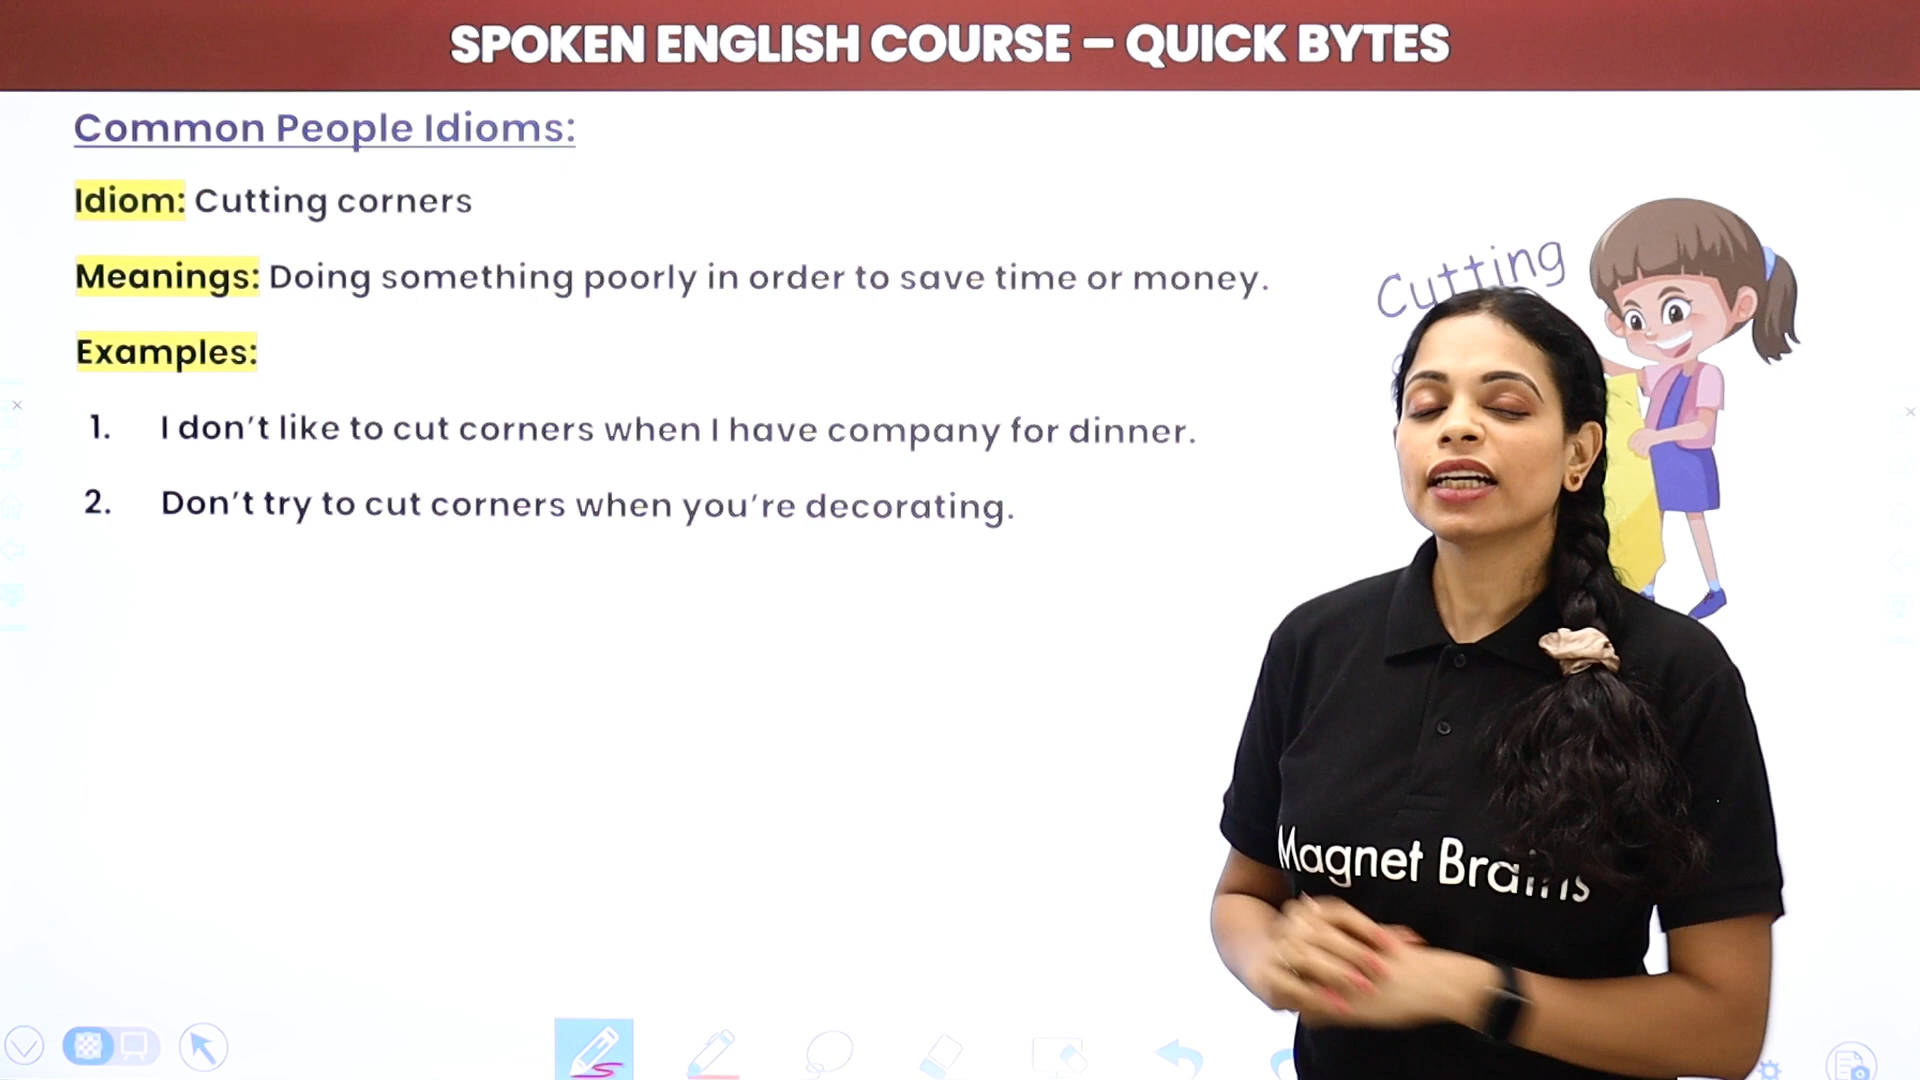 SPOKEN ENGLISH COURSE – QUICK BYTES
Common People Idioms:
Idiom: Cutting corners
Meanings: Doing something poorly in order to save time or money.
Examples:
1. I don’t like to cut corners when I have company for dinner.
2. Don’t try to cut corners when you’re decorating.
Cutting
Magnet Brains